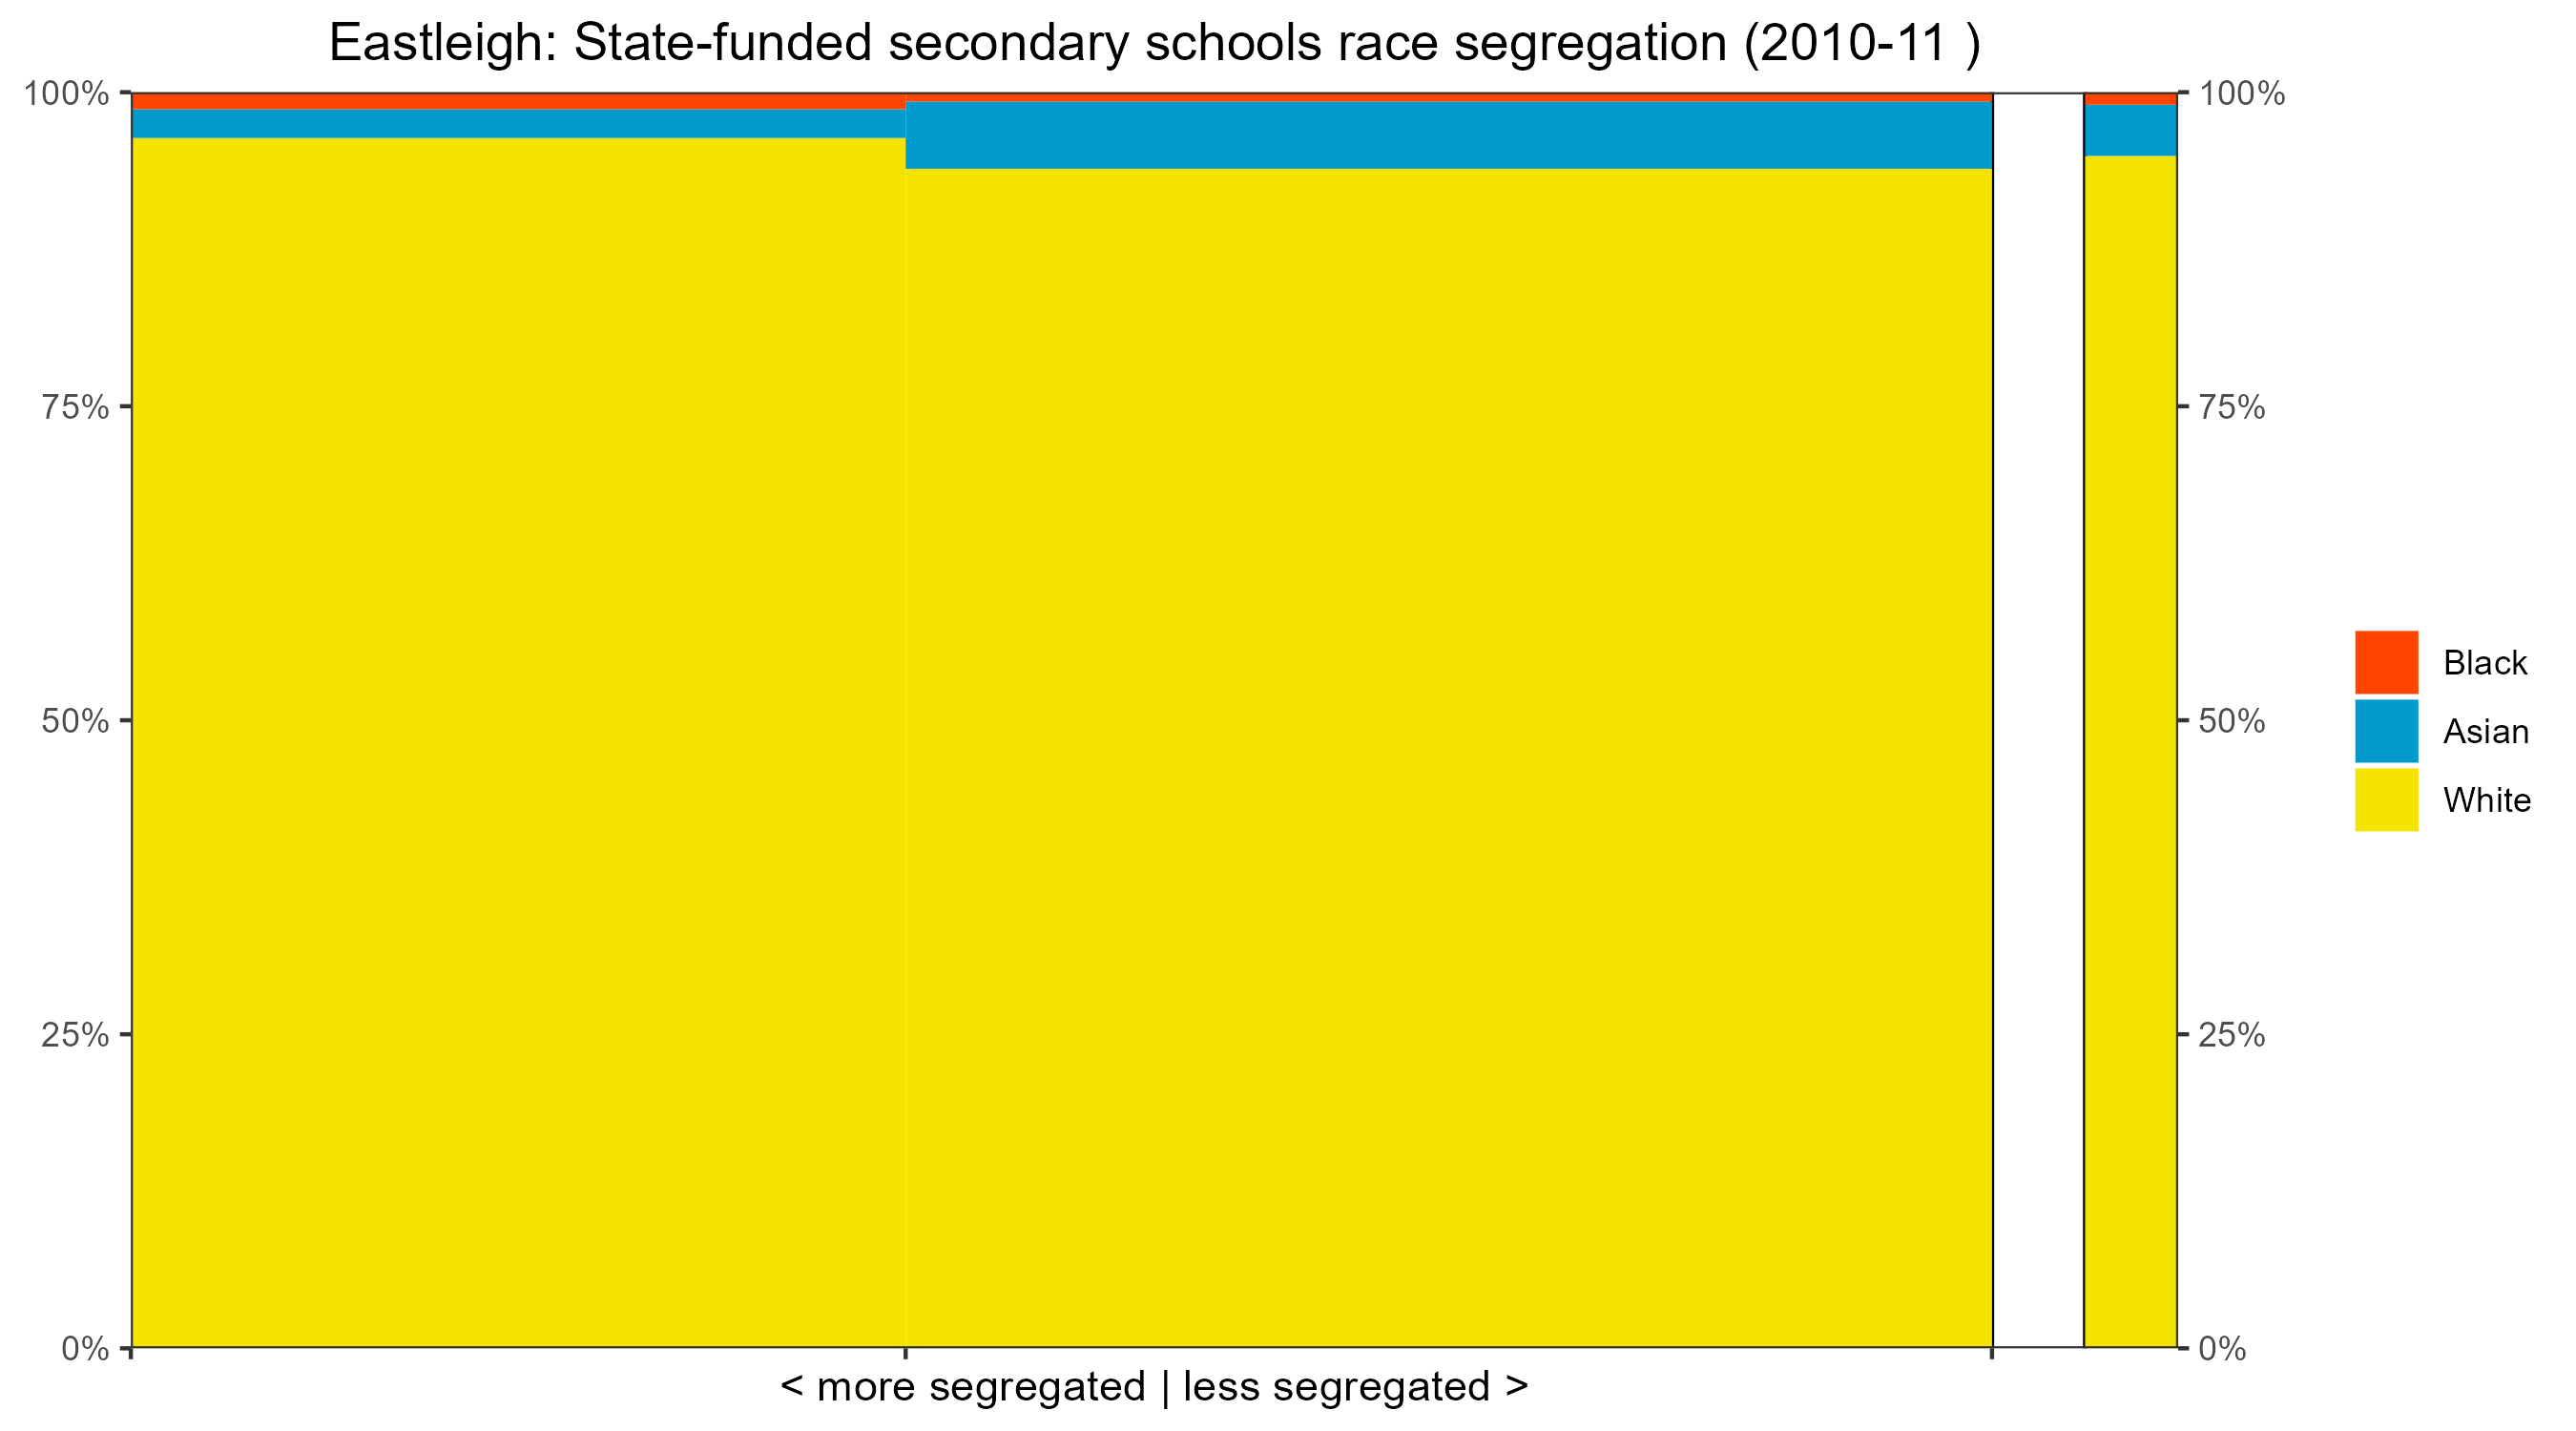 Eastleigh: State-funded secondary schools race segregation (2010-11 )
100%
75%
50%
25%
0%
100%
75%
50%
25%
0%
Black
Asian
White
< more segregated | less segregated >